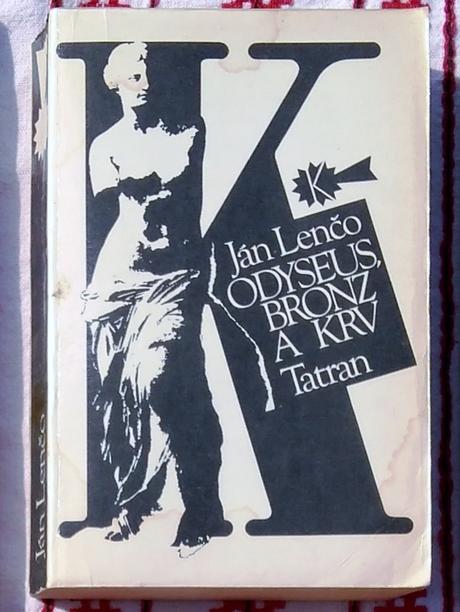 K
K
Ján Lenčo
ODYSEUS,
BRONZ
A KRV
Tatran
Ján Lenčo